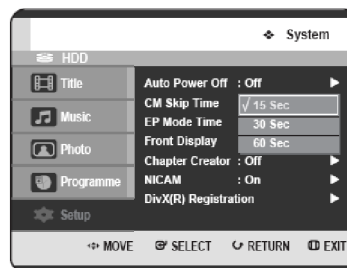 ❖ System
HDD
Title
Music
Photo
Programme
Setup
Auto Power Off : Off ►
CM Skip Time √ 15 Sec
EP Mode Time 30 Sec
Front Display 60 Sec
Chapter Creator : Off ►
NICAM : On ►
DivX(R) Registration ►
MOVE SELECT RETURN EXIT